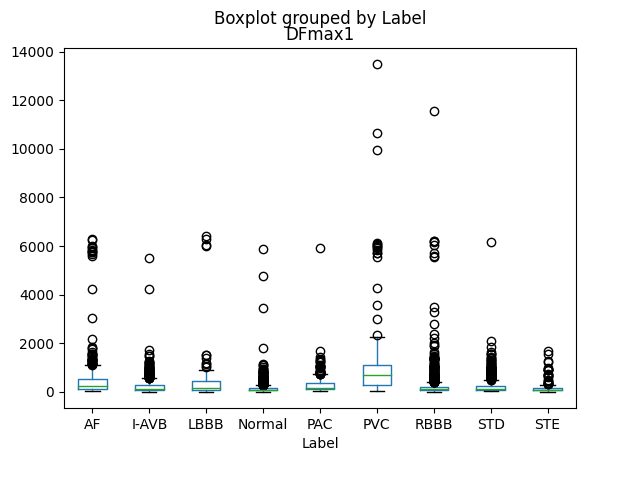 Boxplot grouped by Label
DFmax1
14000
12000
10000
8000
6000
4000
2000
0
AF I-AVB LBBB Normal PAC PVC RBBB STD STE
Label